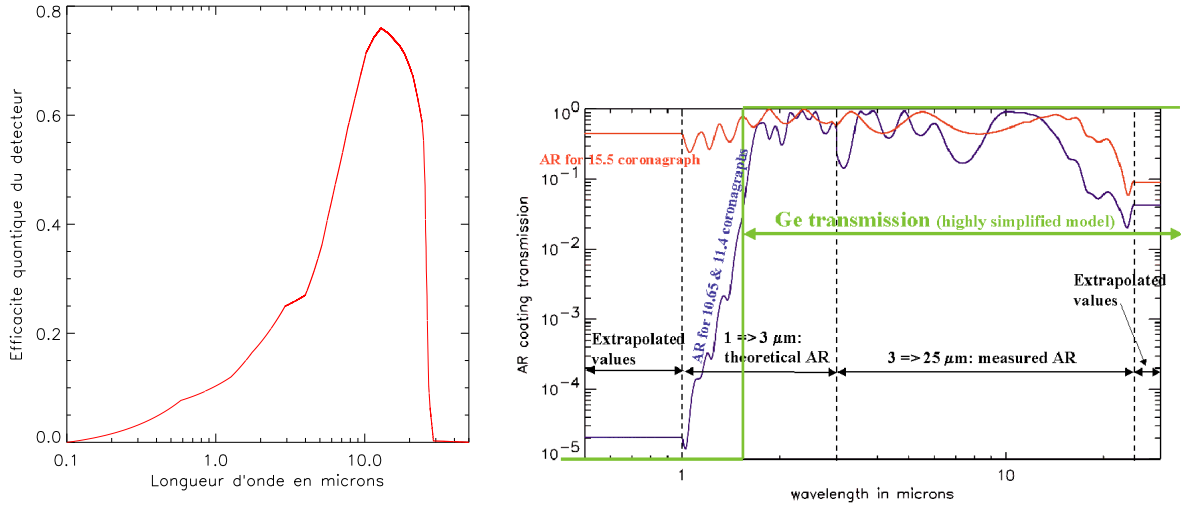 0.8
0.6
0.4
0.2
0.0
Efficacite quantique du detecteur
0.1
1.0
10.0
Longueur d'onde en microns
10^0
10^-1
10^-2
10^-3
10^-4
10^-5
AR coating transmission
AR for 15.5 coronagraph
AR for 10.65 & 11.4 coronagraphs
Ge transmission (highly simplified model)
Extrapolated
values
1 => 3 µm:
theoretical AR
3 => 25 µm: measured AR
Extrapolated
values
1
10
wavelength in microns